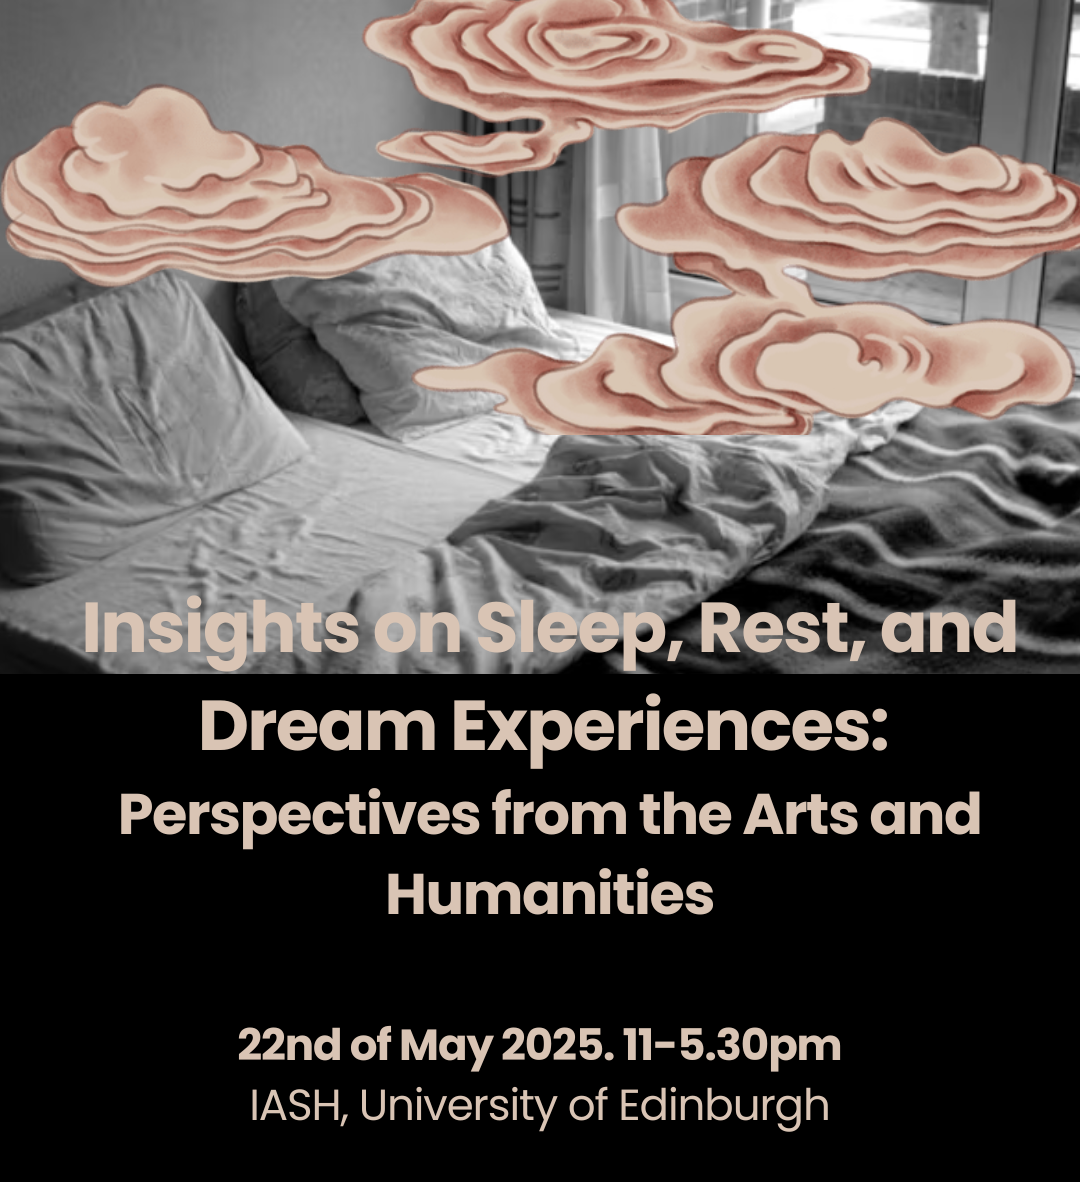 Insights on Sleep, Rest, and
Dream Experiences:
Perspectives from the Arts and
Humanities
22nd of May 2025. 11-5.30pm
IASH, University of Edinburgh